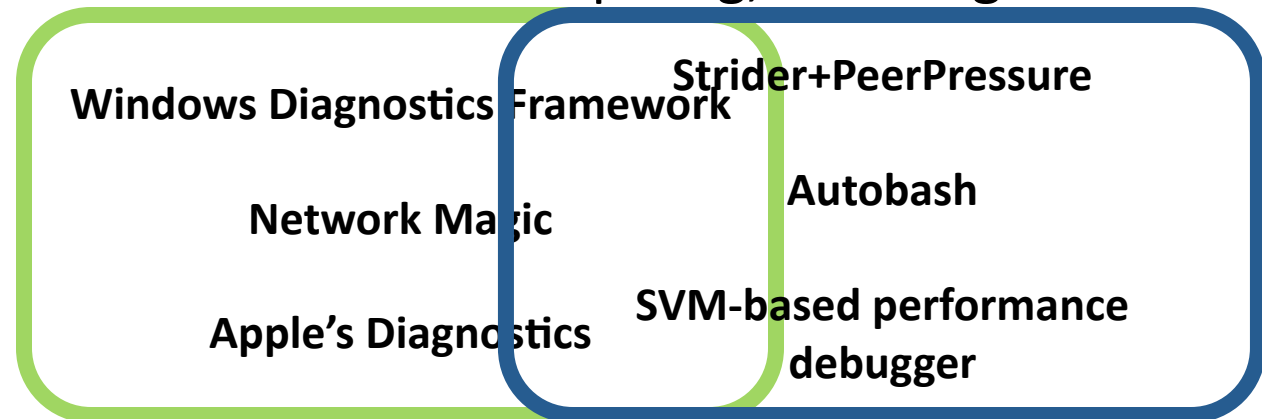 Windows Diagnostics Framework
Network Magic
Apple’s Diagnostics
Strider+PeerPressure
Autobash
SVM-based performance
debugger